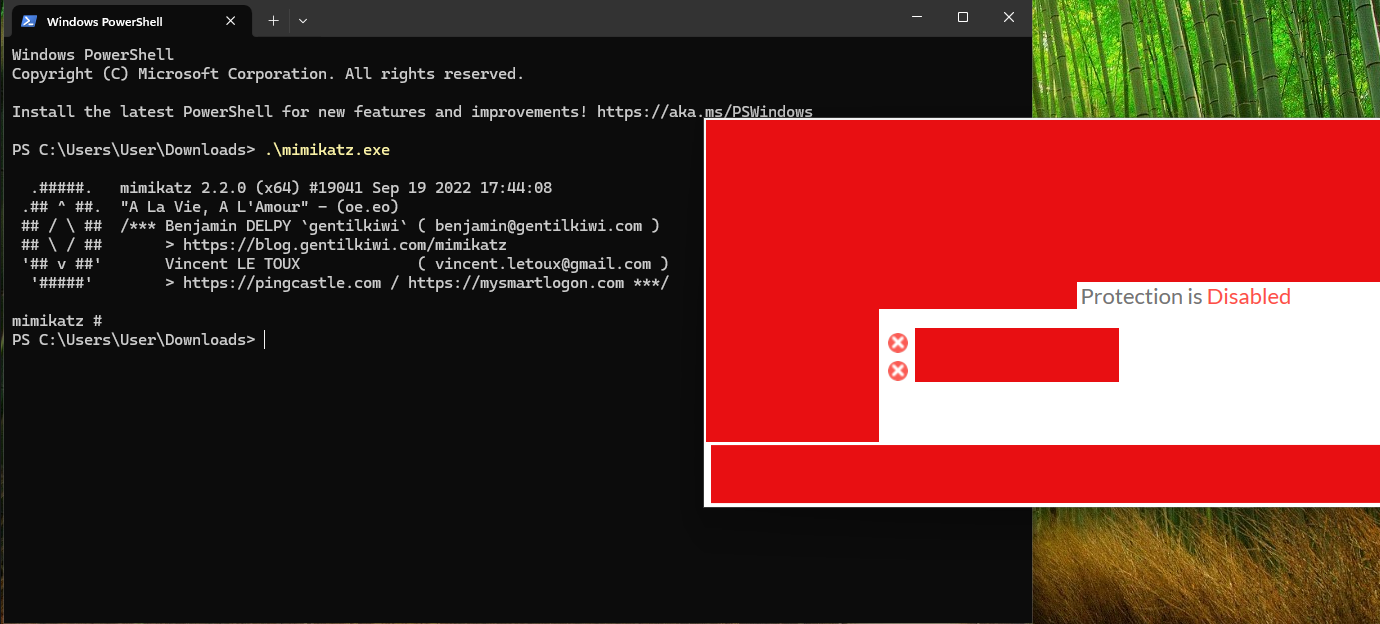 Windows PowerShell
Windows PowerShell
Copyright (C) Microsoft Corporation. All rights reserved.
Install the latest PowerShell for new features and improvements! https://aka.ms/PSWindows
PS C:\Users\User\Downloads> .\mimikatz.exe
  .#####.   mimikatz 2.2.0 (x64) #19041 Sep 19 2022 17:44:08
 .## ^ ##.  "A La Vie, A L'Amour" - (oe.eo)
 ## / \ ##  /*** Benjamin DELPY `gentilkiwi` ( benjamin@gentilkiwi.com )
 ## \ / ##       > https://blog.gentilkiwi.com/mimikatz
 '## v ##'       Vincent LE TOUX             ( vincent.letoux@gmail.com )
  '#####'        > https://pingcastle.com / https://mysmartlogon.com ***/
mimikatz #
PS C:\Users\User\Downloads>
Protection is Disabled